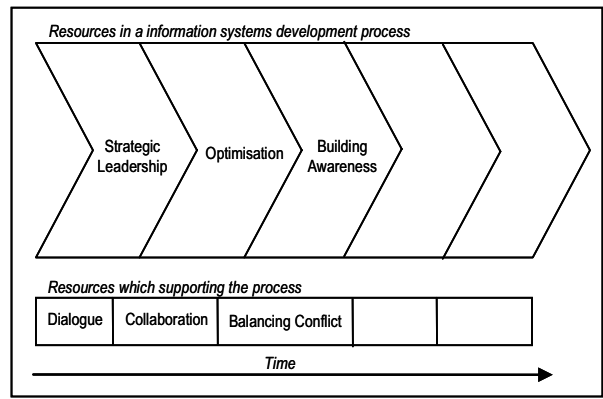 Resources in a information systems development process
Strategic
Leadership
Optimisation
Building
Awareness
Resources which supporting the process
Dialogue
Collaboration
Balancing Conflict
Time